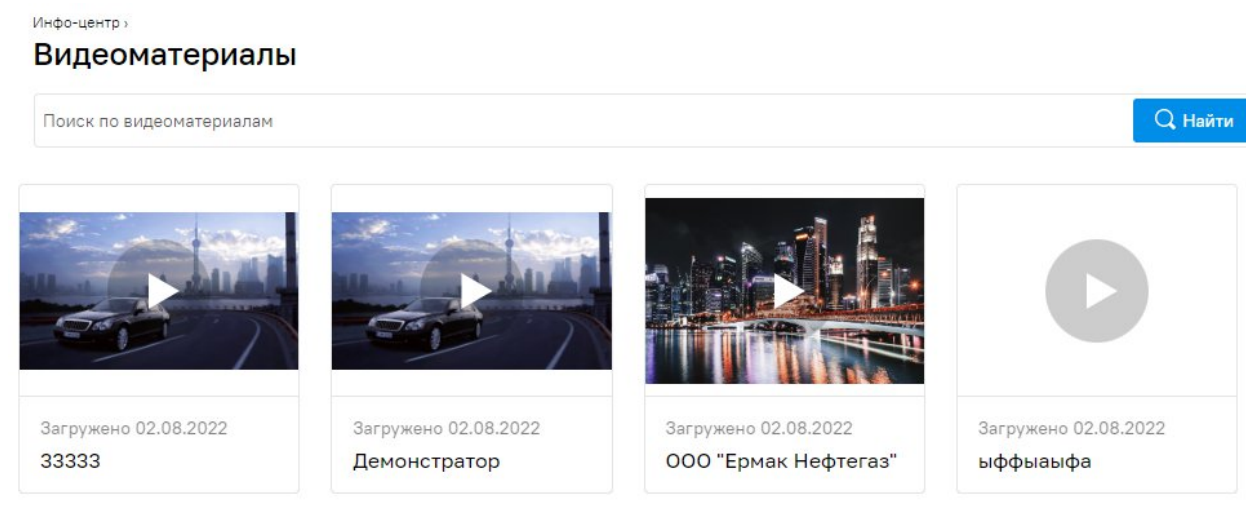 Инфо-центр ›
Видеоматериалы
Поиск по видеоматериалам
Найти
Загружено 02.08.2022
33333
Загружено 02.08.2022
Демонстратор
Загружено 02.08.2022
ООО "Ермак Нефтегаз"
Загружено 02.08.2022
ыффыаыфа